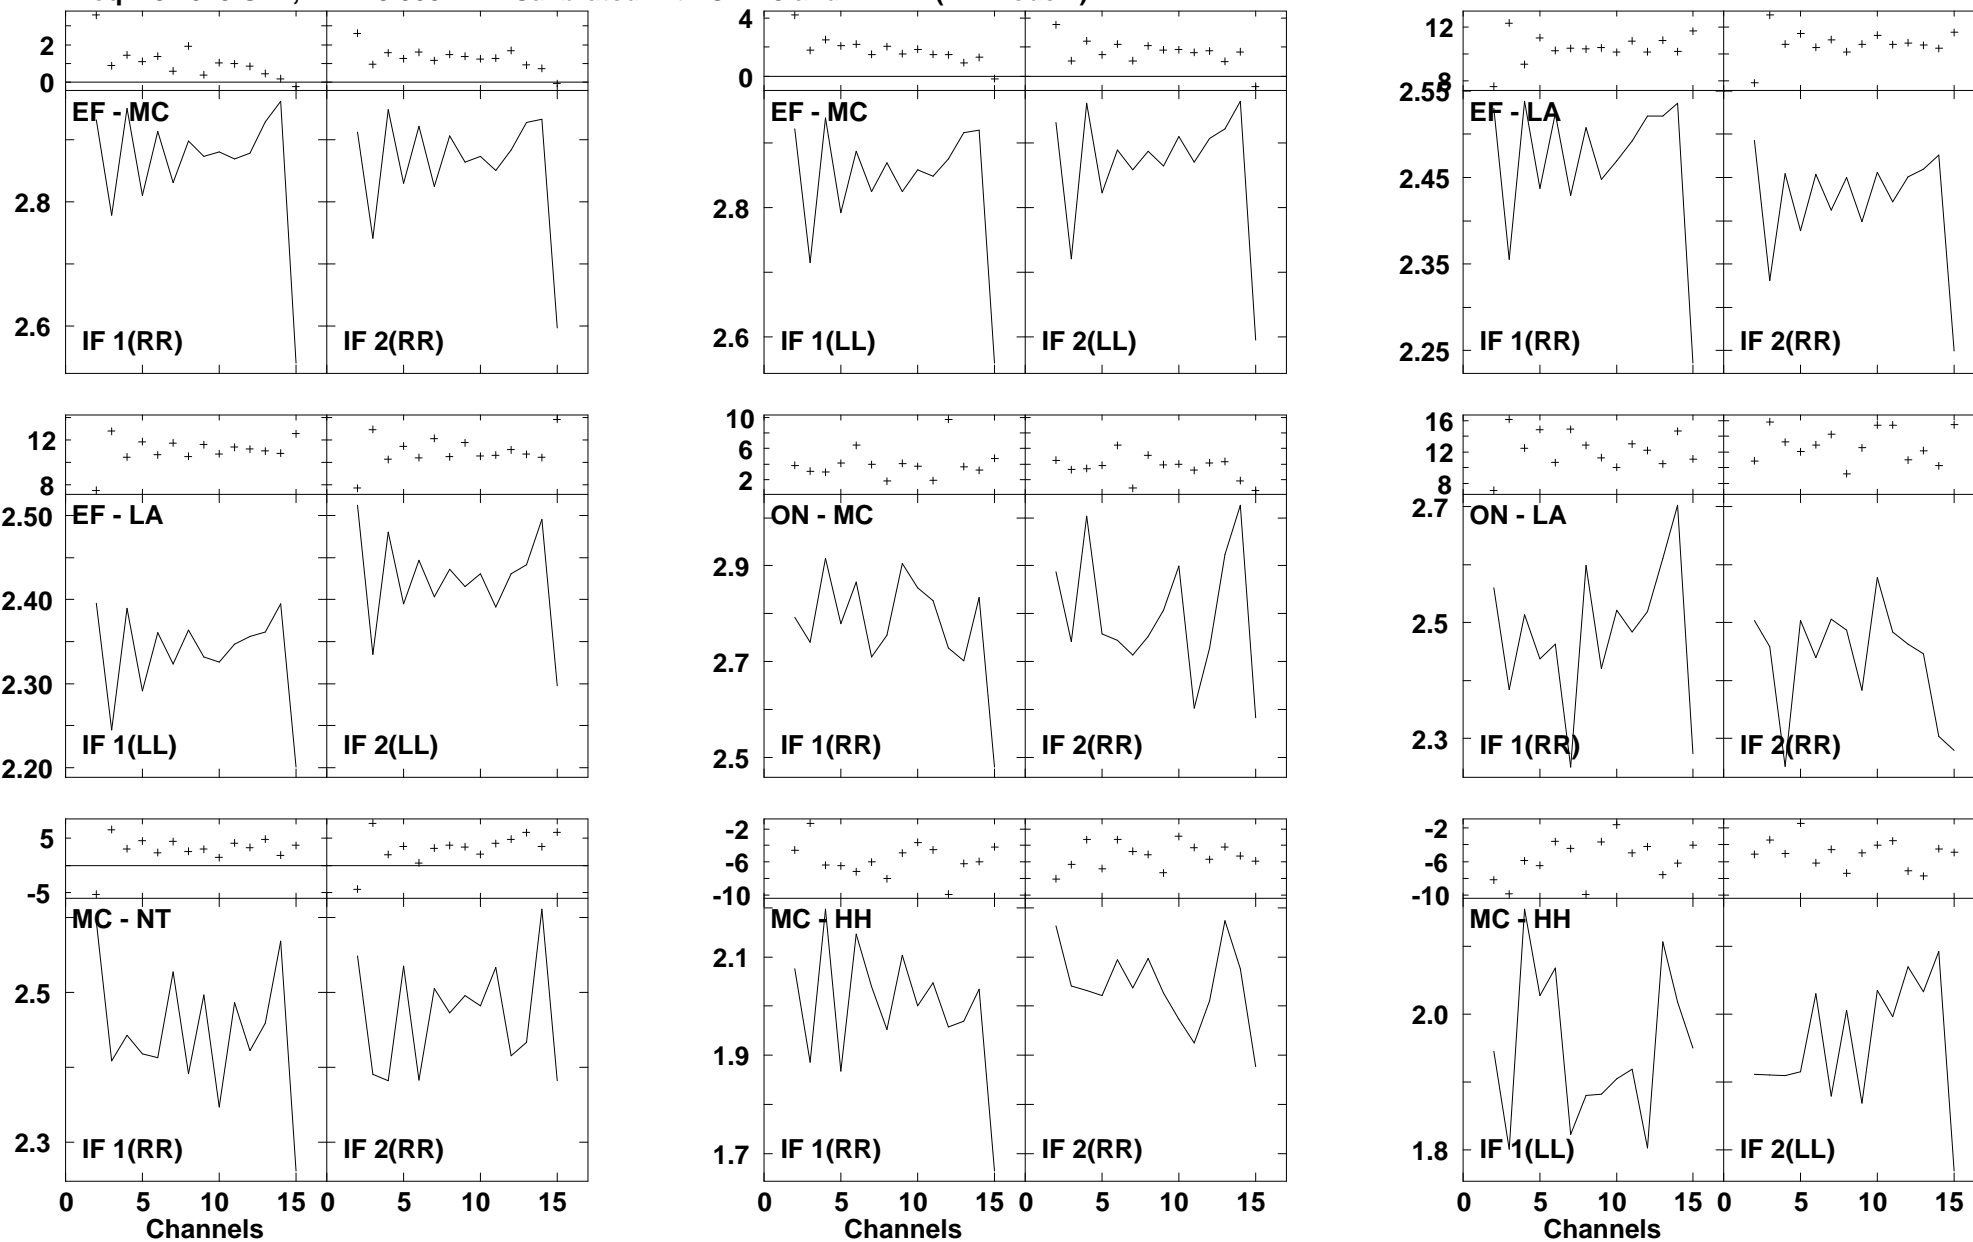 4
12
2
0
0
8
2.55
EF - MC
EF - MC
EF - LA
2.8
2.8
2.45
2.35
2.6
2.6
2.25
IF 1(RR)
IF 2(RR)
IF 1(LL)
IF 2(LL)
IF 1(RR)
IF 2(RR)
12
8
10
6
2
16
12
8
EF - LA
ON - MC
ON - LA
2.50
2.40
2.30
2.20
2.9
2.7
2.5
2.7
2.5
2.3
IF 1(LL)
IF 2(LL)
IF 1(RR)
IF 2(RR)
IF 1(RR)
IF 2(RR)
5
-5
-2
-6
-10
-2
-6
-10
MC - NT
MC - HH
MC - HH
2.5
2.3
2.1
1.9
1.7
2.0
1.8
IF 1(RR)
IF 2(RR)
IF 1(RR)
IF 2(RR)
IF 1(LL)
IF 2(LL)
0 5 10 15 0 5 10 15
0 5 10 15 0 5 10 15
0 5 10 15 0 5 10 15
Channels
Channels
Channels